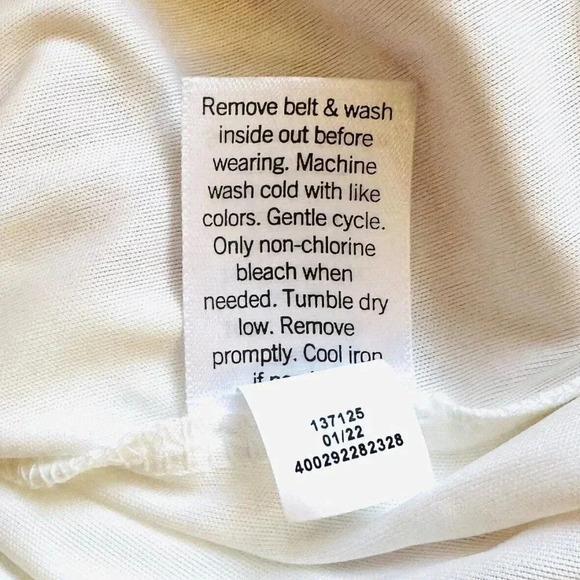 Remove belt & wash
inside out before
wearing. Machine
wash cold with like
colors. Gentle cycle.
Only non-chlorine
bleach when
needed. Tumble dry
low. Remove
promptly. Cool iron
if
137125
01/22
400292282328